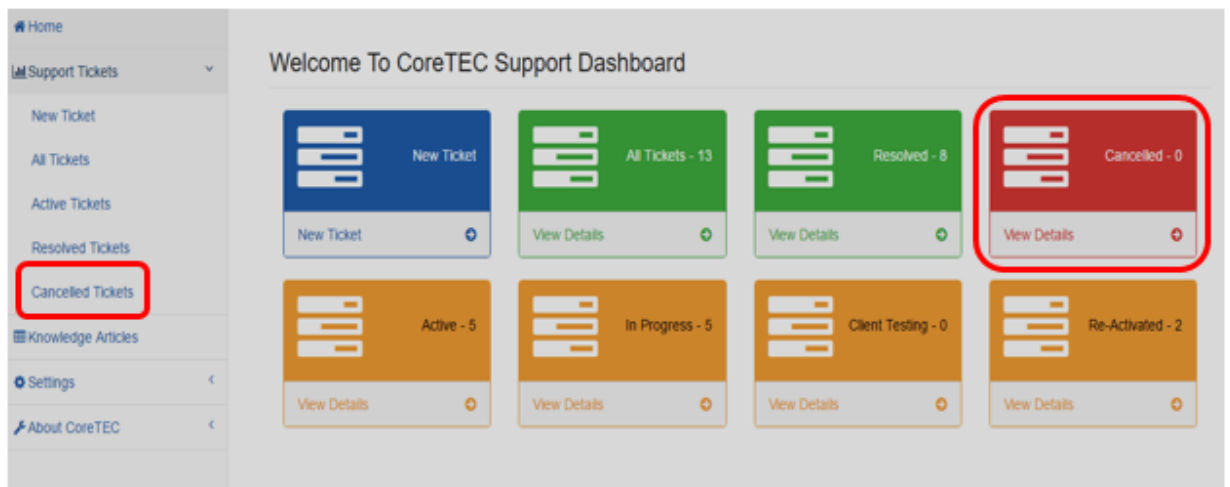 Home
Support Tickets
New Ticket
All Tickets
Active Tickets
Resolved Tickets
Cancelled Tickets
Knowledge Articles
Settings
About CoreTEC
Welcome To CoreTEC Support Dashboard
New Ticket
New Ticket
All Tickets - 13
View Details
Resolved - 8
View Details
Cancelled - 0
View Details
Active - 5
View Details
In Progress - 5
View Details
Client Testing - 0
View Details
Re-Activated - 2
View Details